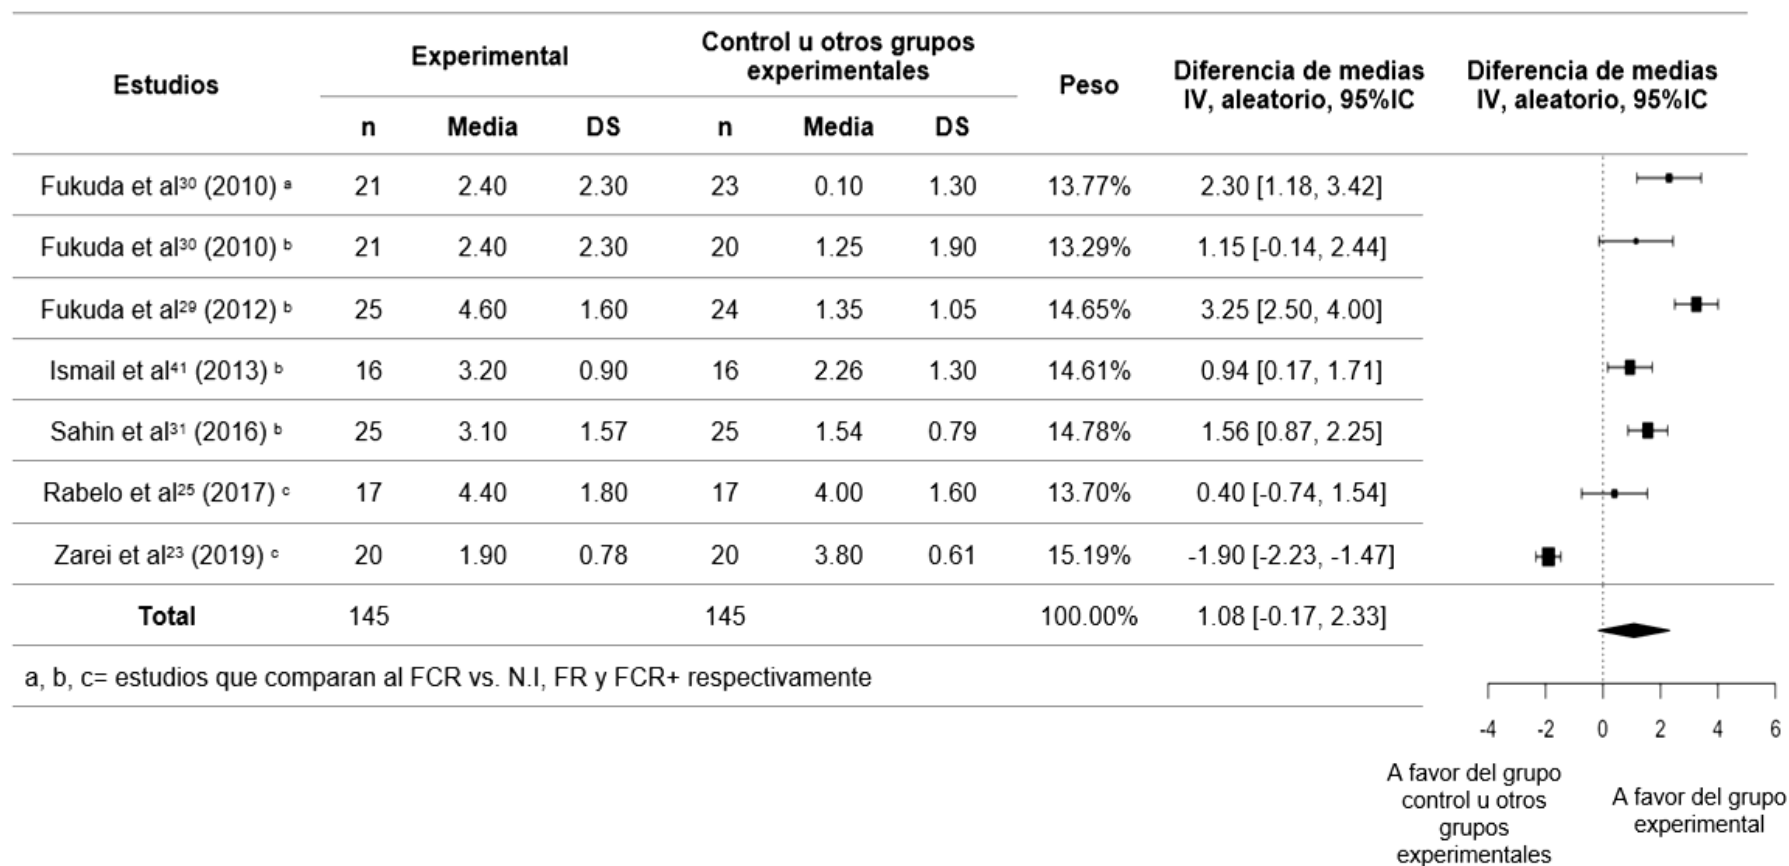 Estudios Experimental Control u otros grupos experimentales Peso Diferencia de medias IV, aleatorio, 95%IC Diferencia de medias IV, aleatorio, 95%IC
n Media DS n Media DS
Fukuda et al³⁰ (2010) ᵃ 21 2.40 2.30 23 0.10 1.30 13.77% 2.30 [1.18, 3.42]
Fukuda et al³⁰ (2010) ᵇ 21 2.40 2.30 20 1.25 1.90 13.29% 1.15 [-0.14, 2.44]
Fukuda et al²⁹ (2012) ᵇ 25 4.60 1.60 24 1.35 1.05 14.65% 3.25 [2.50, 4.00]
Ismail et al⁴¹ (2013) ᵇ 16 3.20 0.90 16 2.26 1.30 14.61% 0.94 [0.17, 1.71]
Sahin et al³¹ (2016) ᵇ 25 3.10 1.57 25 1.54 0.79 14.78% 1.56 [0.87, 2.25]
Rabelo et al²⁵ (2017) ᶜ 17 4.40 1.80 17 4.00 1.60 13.70% 0.40 [-0.74, 1.54]
Zarei et al²³ (2019) ᶜ 20 1.90 0.78 20 3.80 0.61 15.19% -1.90 [-2.23, -1.47]
Total 145 145 100.00% 1.08 [-0.17, 2.33]
a, b, c= estudios que comparan al FCR vs. N.I, FR y FCR+ respectivamente
-4 -2 0 2 4 6
A favor del grupo
control u otros
grupos
experimentales
A favor del grupo
experimental